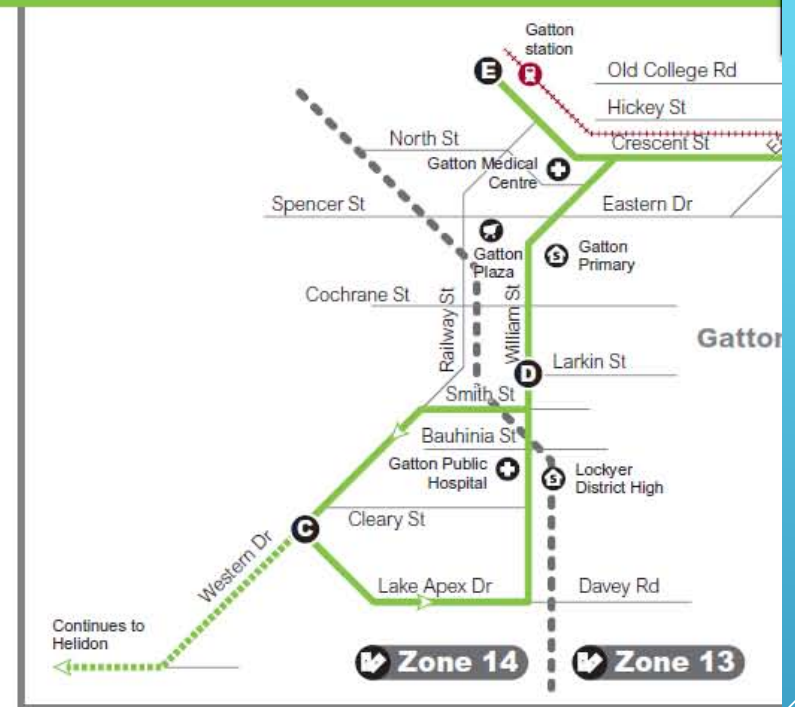 Gatton
station
E
Old College Rd
Hickey St
North St
Crescent St
Gatton Medical
Centre
Spencer St
Eastern Dr
Gatton
Plaza
S
Gatton
Primary
Cochrane St
Railway St
William St
Gatton
D
Larkin St
Smith St
Bauhinia St
Gatton Public
Hospital
S
Lockyer
District High
Cleary St
C
Western Dr
Lake Apex Dr
Davey Rd
Continues to
Helidon
Zone 14
Zone 13